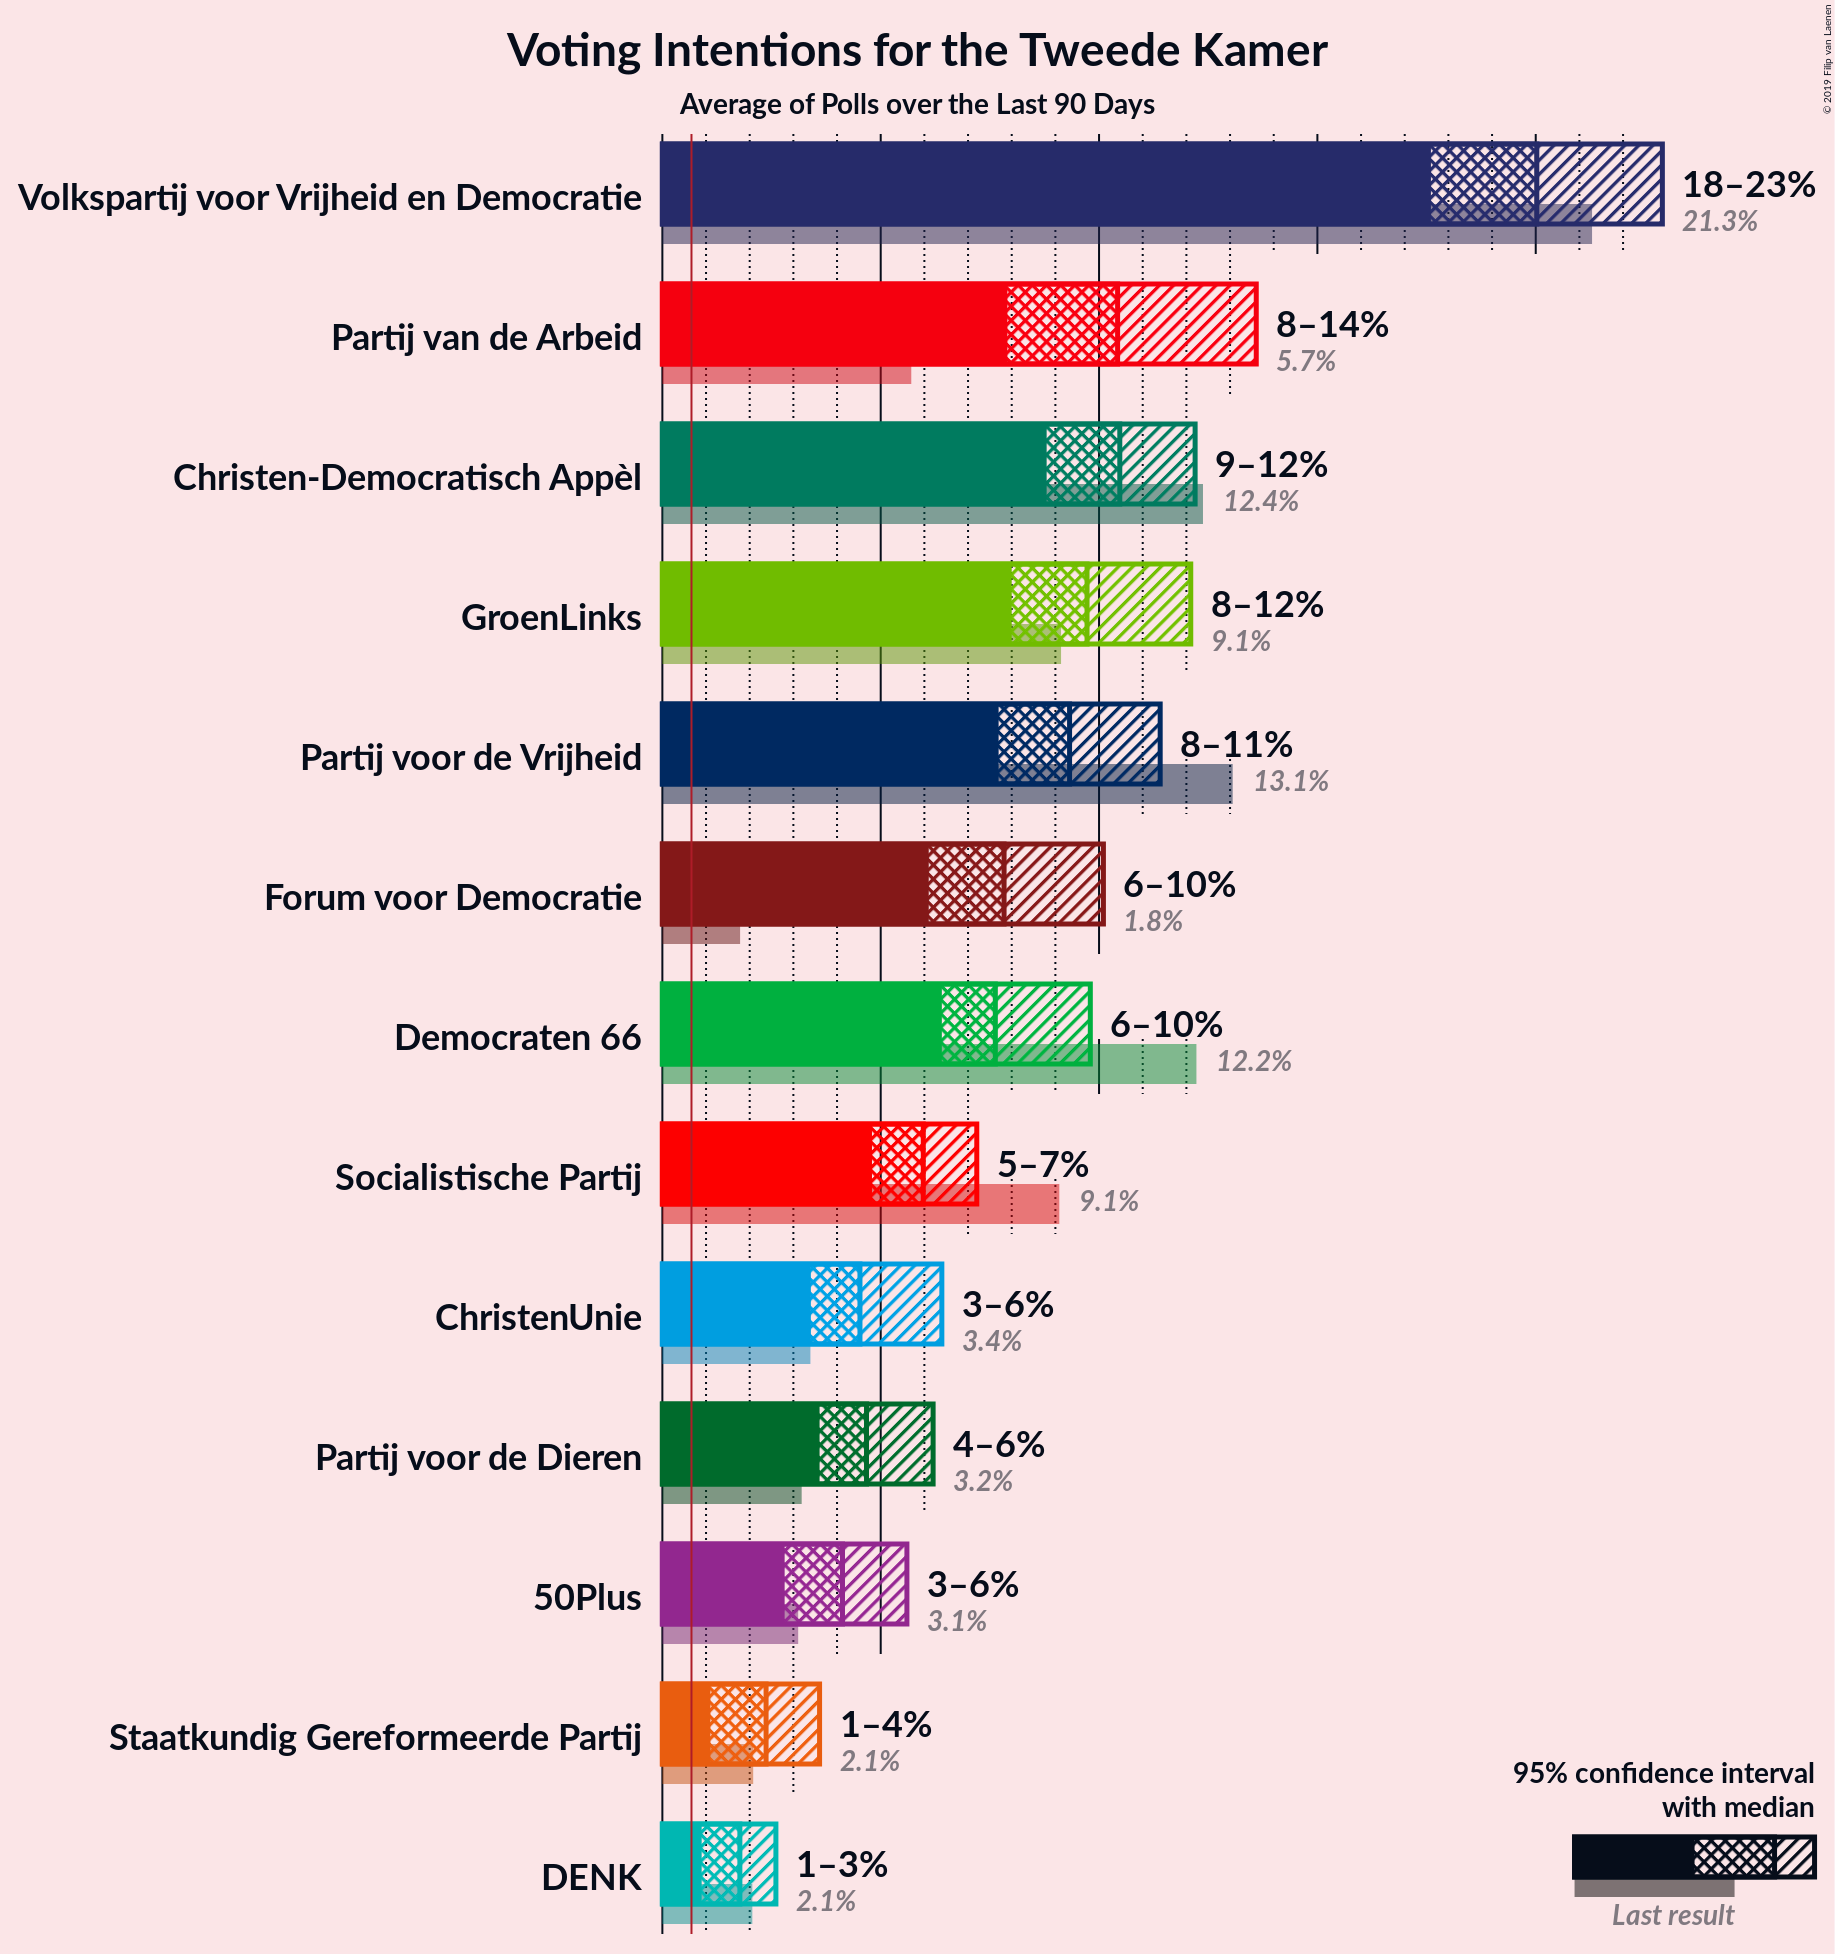 Voting Intentions for the Tweede Kamer
Average of Polls over the Last 90 Days
© 2019 Filip van Laenen
Volkspartij voor Vrijheid en Democratie
18–23%
21.3%
Partij van de Arbeid
8–14%
5.7%
Christen-Democratisch Appèl
9–12%
12.4%
GroenLinks
8–12%
9.1%
Partij voor de Vrijheid
8–11%
13.1%
Forum voor Democratie
6–10%
1.8%
Democraten 66
6–10%
12.2%
Socialistische Partij
5–7%
9.1%
ChristenUnie
3–6%
3.4%
Partij voor de Dieren
4–6%
3.2%
50Plus
3–6%
3.1%
Staatkundig Gereformeerde Partij
1–4%
2.1%
DENK
1–3%
2.1%
95% confidence interval
with median
Last result